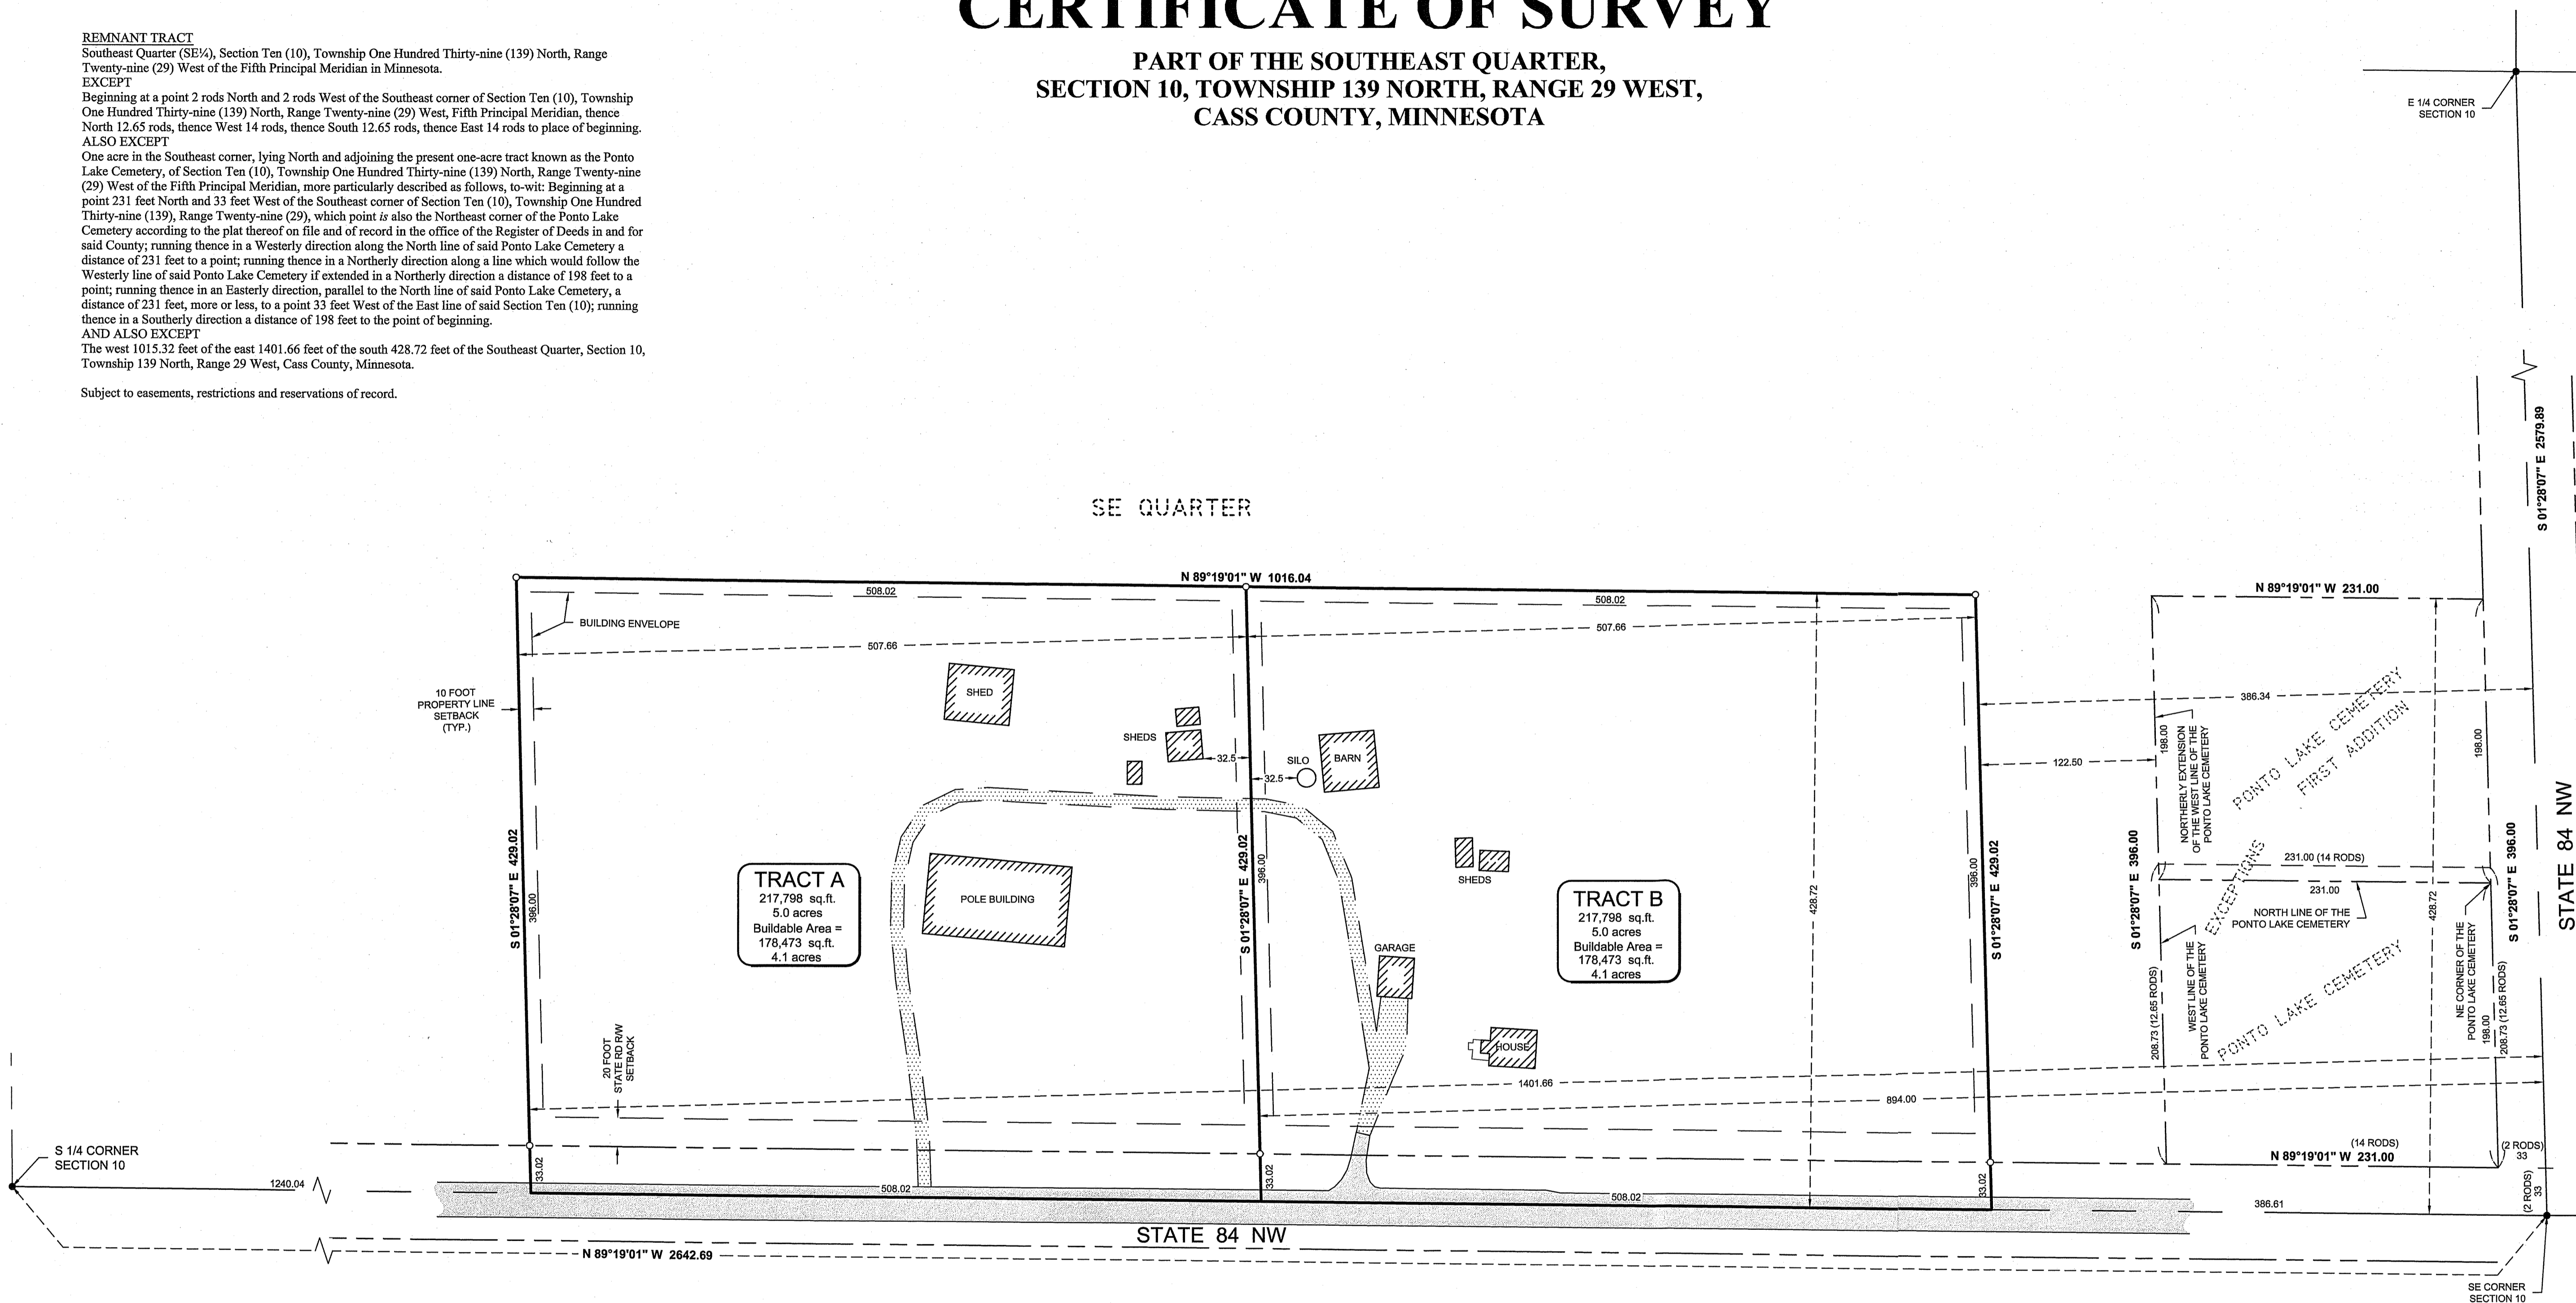 CERTIFICATE OF SURVEY
PART OF THE SOUTHEAST QUARTER,
SECTION 10, TOWNSHIP 139 NORTH, RANGE 29 WEST,
CASS COUNTY, MINNESOTA
REMNANT TRACT
Southeast Quarter (SE¼), Section Ten (10), Township One Hundred Thirty-nine (139) North, Range
Twenty-nine (29) West of the Fifth Principal Meridian in Minnesota.
EXCEPT
Beginning at a point 2 rods North and 2 rods West of the Southeast corner of Section Ten (10), Township
One Hundred Thirty-nine (139) North, Range Twenty-nine (29) West, Fifth Principal Meridian, thence
North 12.65 rods, thence West 14 rods, thence South 12.65 rods, thence East 14 rods to place of beginning.
ALSO EXCEPT
One acre in the Southeast corner, lying North and adjoining the present one-acre tract known as the Ponto
Lake Cemetery, of Section Ten (10), Township One Hundred Thirty-nine (139) North, Range Twenty-nine
(29) West of the Fifth Principal Meridian, more particularly described as follows, to-wit: Beginning at a
point 231 feet North and 33 feet West of the Southeast corner of Section Ten (10), Township One Hundred
Thirty-nine (139), Range Twenty-nine (29), which point is also the Northeast corner of the Ponto Lake
Cemetery according to the plat thereof on file and of record in the office of the Register of Deeds in and for
said County; running thence in a Westerly direction along the North line of said Ponto Lake Cemetery a
distance of 231 feet to a point; running thence in a Northerly direction along a line which would follow the
Westerly line of said Ponto Lake Cemetery if extended in a Northerly direction a distance of 198 feet to a
point; running thence in an Easterly direction, parallel to the North line of said Ponto Lake Cemetery, a
distance of 231 feet, more or less, to a point 33 feet West of the East line of said Section Ten (10); running
thence in a Southerly direction a distance of 198 feet to the point of beginning.
AND ALSO EXCEPT
The west 1015.32 feet of the east 1401.66 feet of the south 428.72 feet of the Southeast Quarter, Section 10,
Township 139 North, Range 29 West, Cass County, Minnesota.
Subject to easements, restrictions and reservations of record.
E 1/4 CORNER
SECTION 10
S 01°28'07" E 2579.89
SE QUARTER
N 89°19'01" W 1016.04
508.02
508.02
BUILDING ENVELOPE
507.66
507.66
N 89°19'01" W 231.00
10 FOOT
PROPERTY LINE
SETBACK
(TYP.)
SHED
SHEDS
32.5
32.5
SILO
BARN
386.34
122.50
198.00
NORTHERLY EXTENSION
OF THE WEST LINE OF THE
PONTO LAKE CEMETERY
PONTO LAKE CEMETERY
FIRST ADDITION
198.00
STATE 84 NW
S 01°28'07" E 429.02
396.00
TRACT A
217,798 sq.ft.
5.0 acres
Buildable Area =
178,473 sq.ft.
4.1 acres
POLE BUILDING
S 01°28'07" E 429.02
396.00
SHEDS
GARAGE
HOUSE
TRACT B
217,798 sq.ft.
5.0 acres
Buildable Area =
178,473 sq.ft.
4.1 acres
428.72
396.00
S 01°28'07" E 429.02
S 01°28'07" E 396.00
231.00 (14 RODS)
231.00
NORTH LINE OF THE
PONTO LAKE CEMETERY
EXCEPTIONS
428.72
S 01°28'07" E 396.00
208.73 (12.65 RODS)
WEST LINE OF THE
PONTO LAKE CEMETERY
PONTO LAKE CEMETERY
NE CORNER OF THE
PONTO LAKE CEMETERY
198.00
208.73 (12.65 RODS)
20 FOOT
STATE RD R/W
SETBACK
1401.66
894.00
(14 RODS)
N 89°19'01" W 231.00
(2 RODS)
33
(2 RODS)
33
S 1/4 CORNER
SECTION 10
1240.04
33.02
508.02
33.02
508.02
33.02
386.61
STATE 84 NW
N 89°19'01" W 2642.69
SE CORNER
SECTION 10